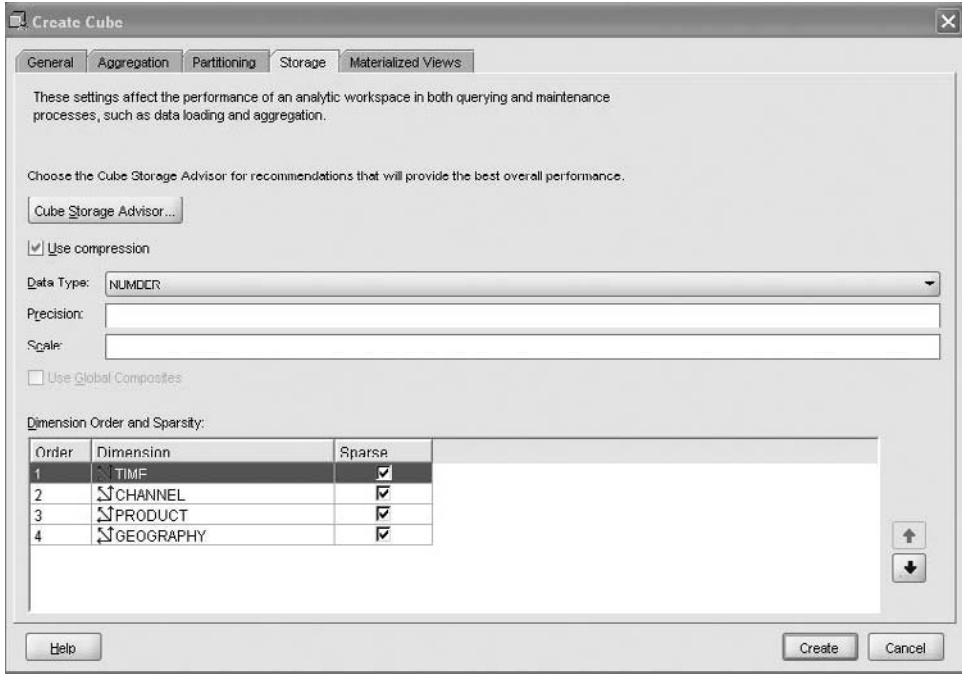 Create Cube
General Aggregation Partitioning Storage Materialized Views
These settings affect the performance of an analytic workspace in both querying and maintenance
processes, such as data loading and aggregation.
Choose the Cube Storage Advisor for recommendations that will provide the best overall performance.
Cube Storage Advisor...
Use compression
Data Type: NUMBER
Precision:
Scale:
Use Global Composites
Dimension Order and Sparsity:
Order Dimension Sparse
1 TIME
2 CHANNEL
3 PRODUCT
4 GEOGRAPHY
Help Create Cancel